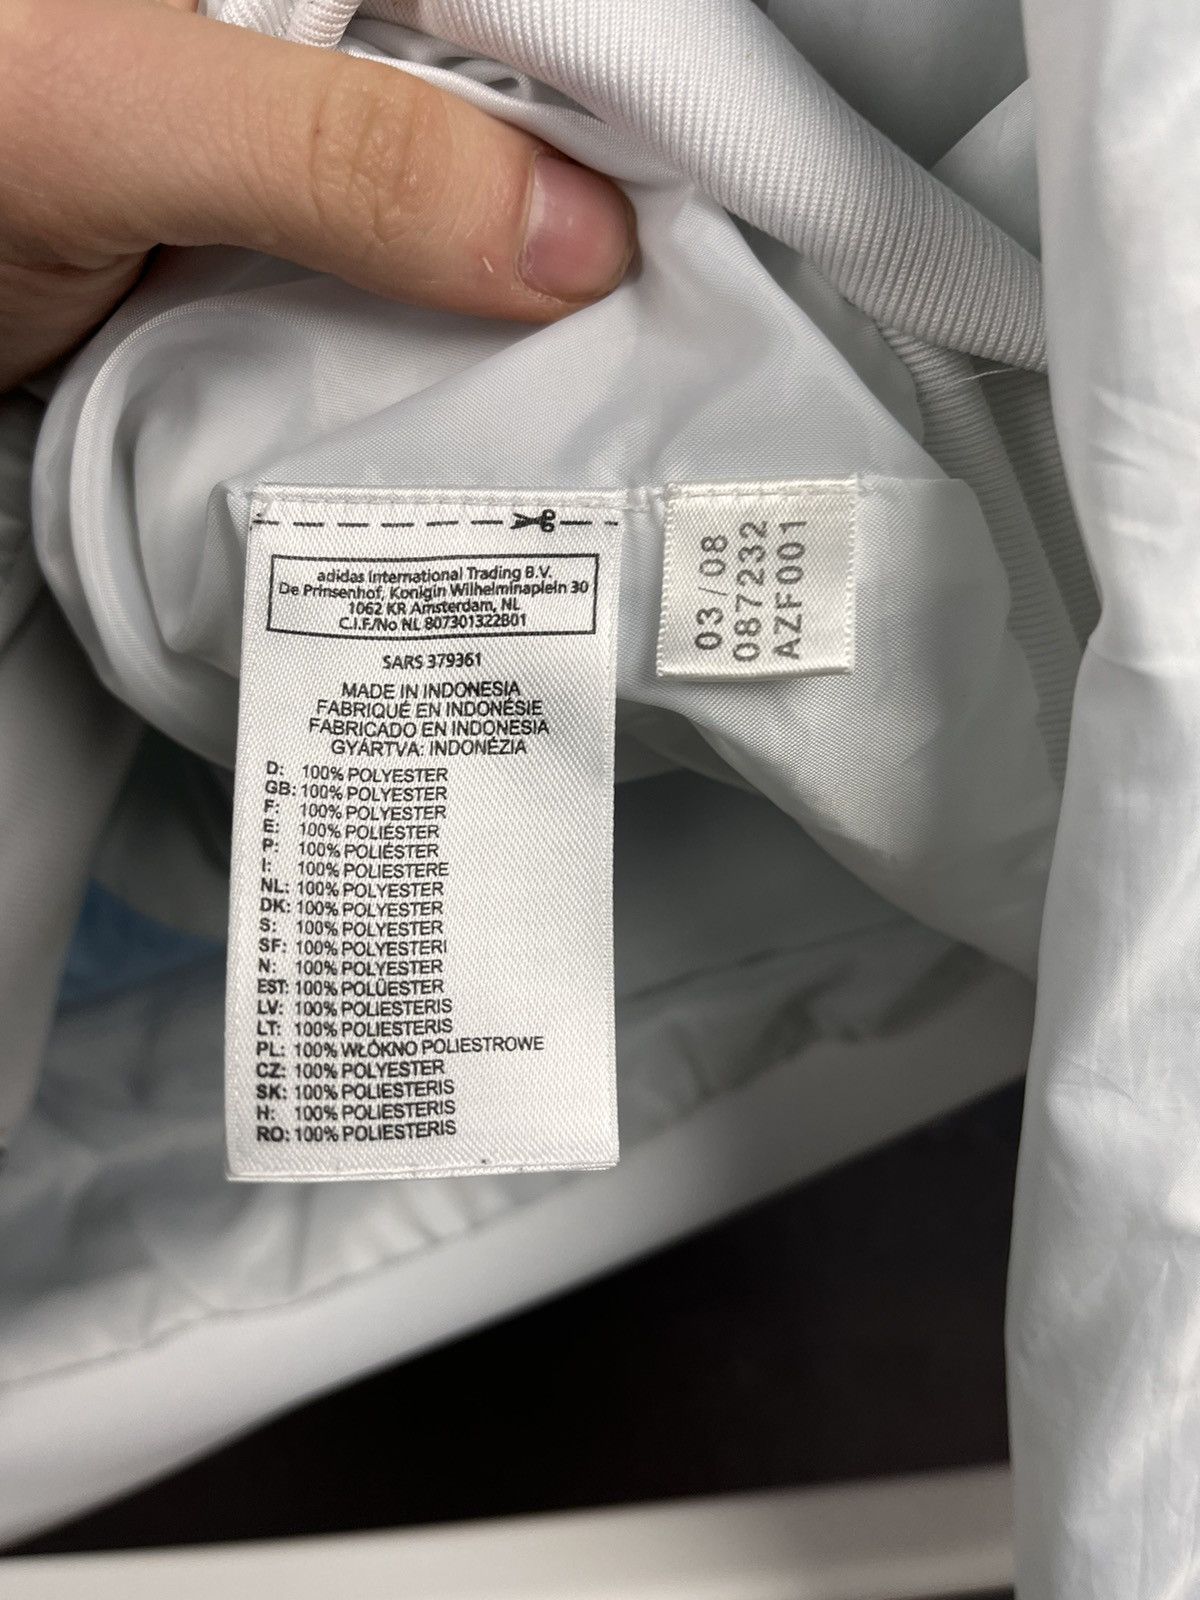 adidas International Trading B.V.
De Prinsenhof, Konigin Wilhelminaplein 30
1062 KR Amsterdam, NL
C.I.F./No NL 807301322B01
SARS 379361
MADE IN INDONESIA
FABRIQUÉ EN INDONÉSIE
FABRICADO EN INDONESIA
GYÁRTVA: INDONÉZIA
D: 100% POLYESTER
GB: 100% POLYESTER
F: 100% POLYESTER
E: 100% POLIÉSTER
P: 100% POLIÉSTER
I: 100% POLIESTERE
NL: 100% POLYESTER
DK: 100% POLYESTER
S: 100% POLYESTER
SF: 100% POLYESTERI
N: 100% POLYESTER
EST: 100% POLÜESTER
LV: 100% POLIESTERIS
LT: 100% POLIESTERIS
PL: 100% WŁÓKNO POLIESTROWE
CZ: 100% POLYESTER
SK: 100% POLIESTERIS
H: 100% POLIESTERIS
RO: 100% POLIESTERIS
03/08
087232
AZF001